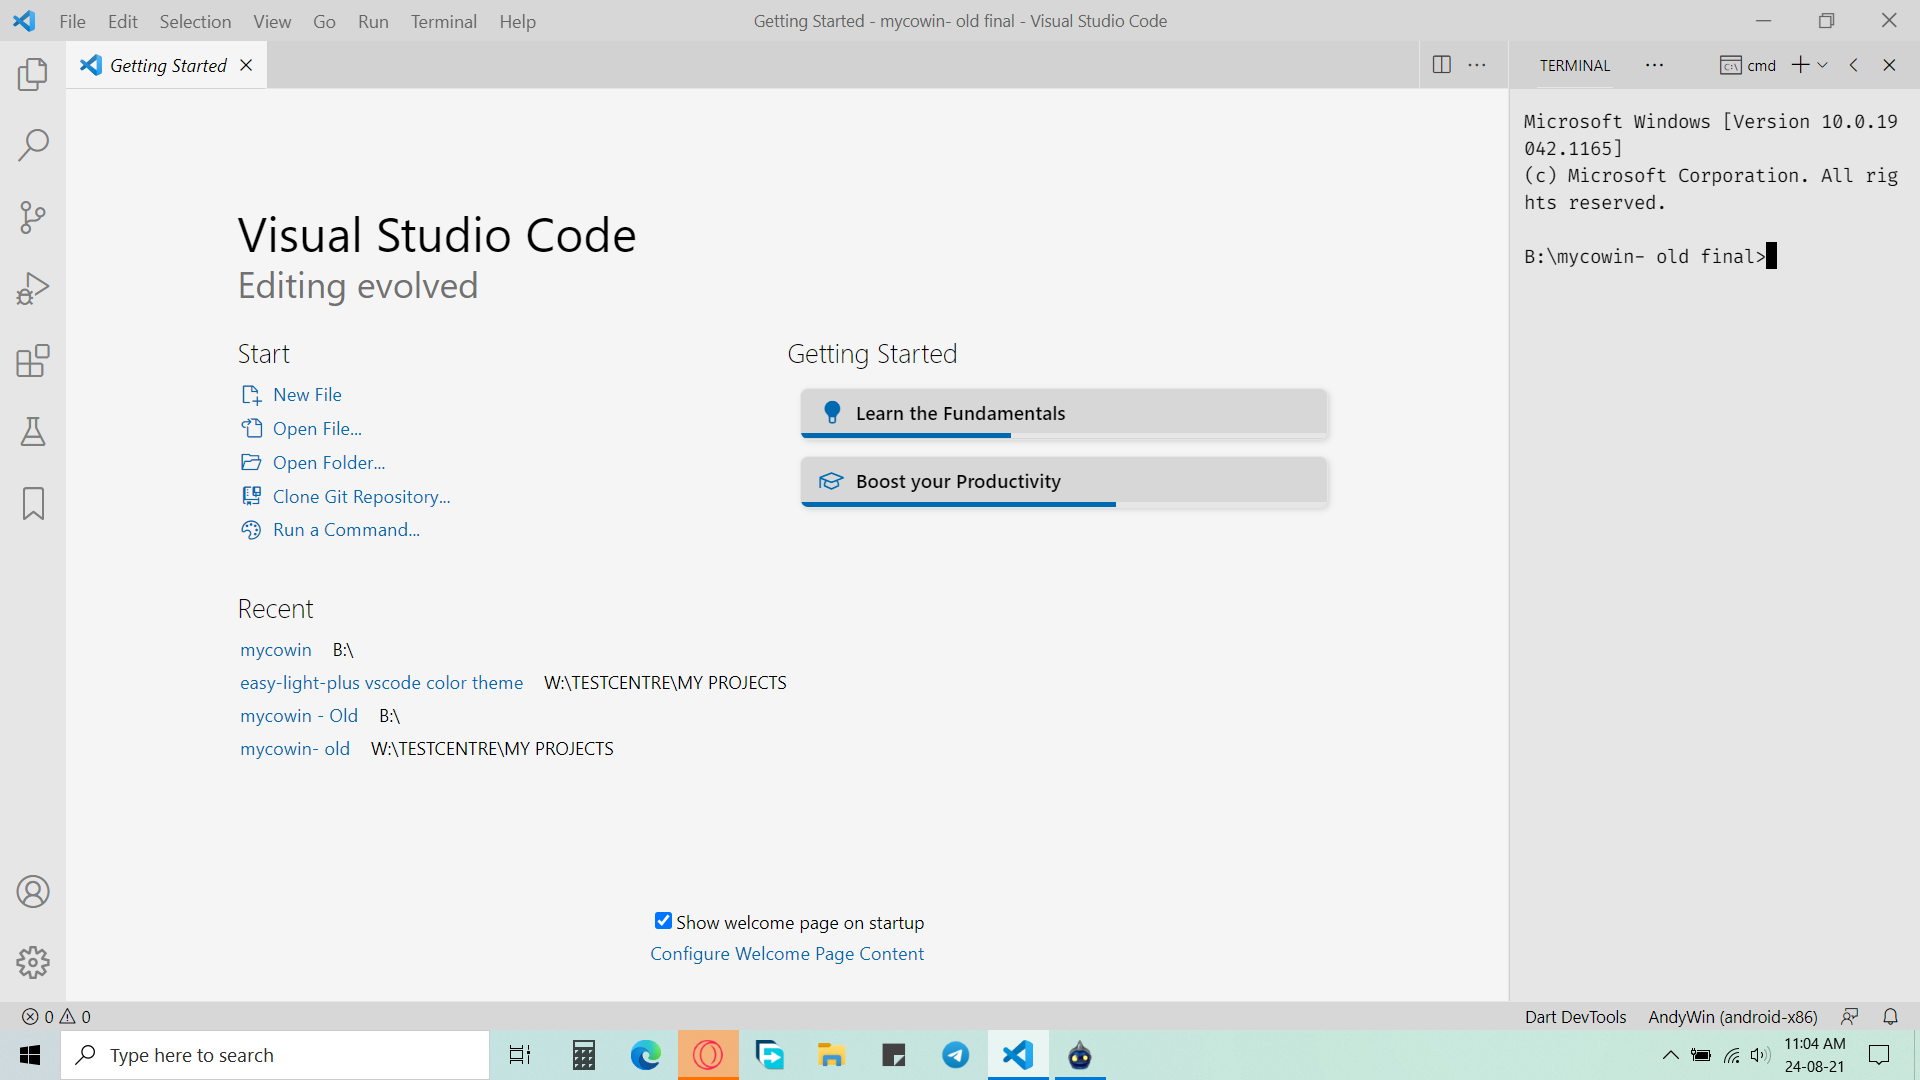 File Edit Selection View Go Run Terminal Help
Getting Started - mycowin- old final - Visual Studio Code
Getting Started
TERMINAL
cmd
Microsoft Windows [Version 10.0.19
042.1165]
(c) Microsoft Corporation. All rig
hts reserved.
B:\mycowin- old final>
Visual Studio Code
Editing evolved
Start
New File
Open File...
Open Folder...
Clone Git Repository...
Run a Command...
Getting Started
Learn the Fundamentals
Boost your Productivity
Recent
mycowin B:\
easy-light-plus vscode color theme W:\TESTCENTRE\MY PROJECTS
mycowin - Old B:\
mycowin- old W:\TESTCENTRE\MY PROJECTS
Show welcome page on startup
Configure Welcome Page Content
0 0
Dart DevTools AndyWin (android-x86)
Type here to search
11:04 AM
24-08-21